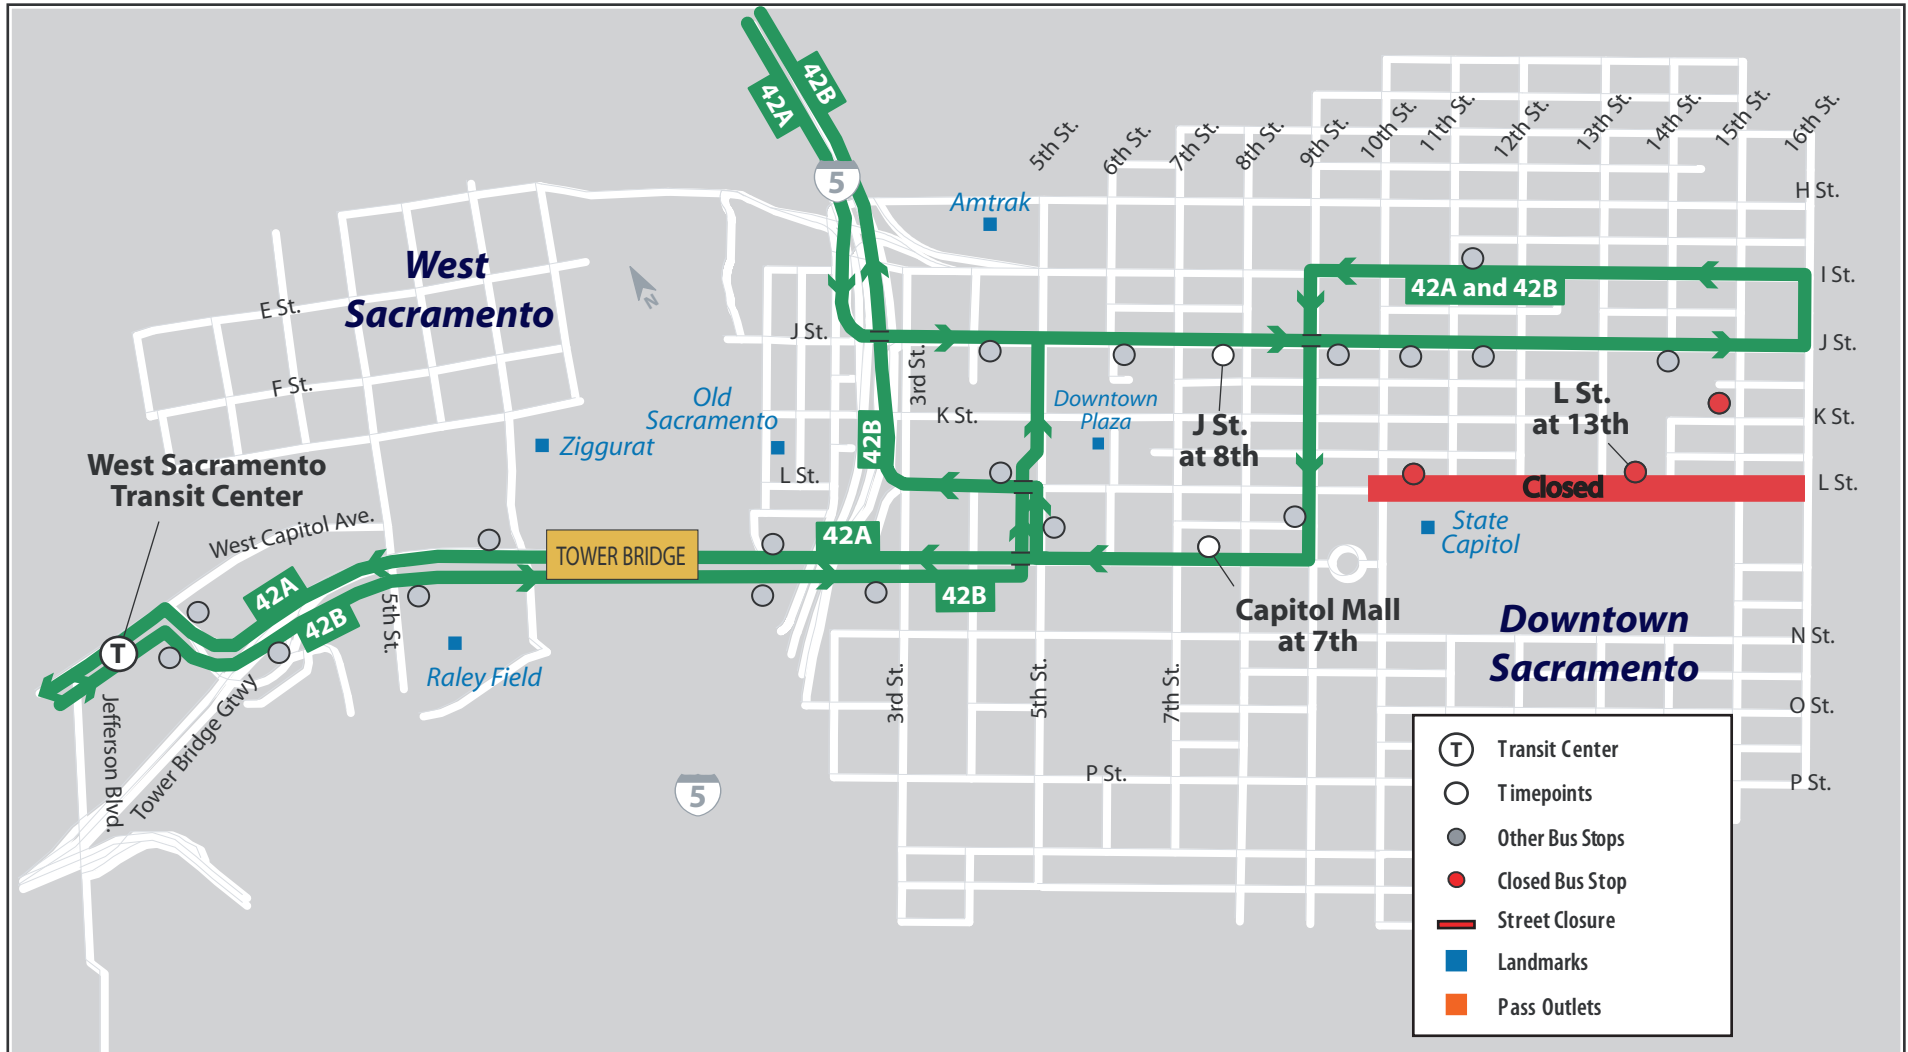 42B
42A
5
5th St.
6th St.
7th St.
8th St.
9th St.
10th St.
11th St.
12th St.
13th St.
14th St.
15th St.
16th St.
Amtrak
H St.
West
Sacramento
N
E St.
I St.
42A and 42B
J St.
J St.
F St.
3rd St.
Old
Sacramento
Downtown
Plaza
K St.
J St.
at 8th
L St.
at 13th
K St.
42B
Ziggurat
West Sacramento
Transit Center
L St.
Closed
L St.
West Capitol Ave.
State
Capitol
42A
TOWER BRIDGE
42A
42B
42B
5th St.
Capitol Mall
at 7th
Downtown
Sacramento
N St.
T
Raley Field
3rd St.
5th St.
7th St.
O St.
Jefferson Blvd.
Tower Bridge Gtwy
5
P St.
P St.
T Transit Center
Timepoints
Other Bus Stops
Closed Bus Stop
Street Closure
Landmarks
Pass Outlets